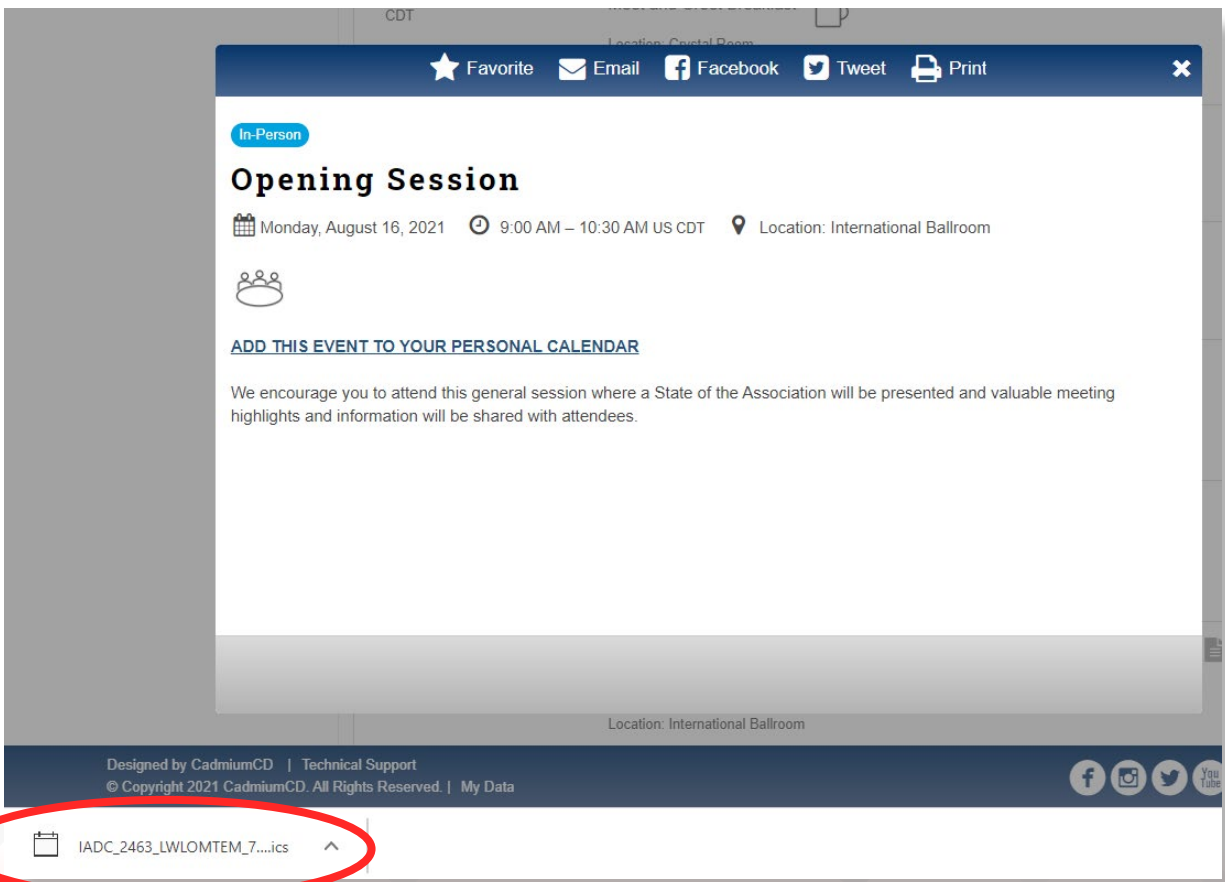 CDT
Location: Crystal Room
Favorite Email Facebook Tweet Print
In-Person
Opening Session
Monday, August 16, 2021 9:00 AM – 10:30 AM US CDT Location: International Ballroom
ADD THIS EVENT TO YOUR PERSONAL CALENDAR
We encourage you to attend this general session where a State of the Association will be presented and valuable meeting
highlights and information will be shared with attendees.
Location: International Ballroom
Designed by CadmiumCD | Technical Support
© Copyright 2021 CadmiumCD. All Rights Reserved. | My Data
You
Tube
IADC_2463_LWLOMTEM_7....ics